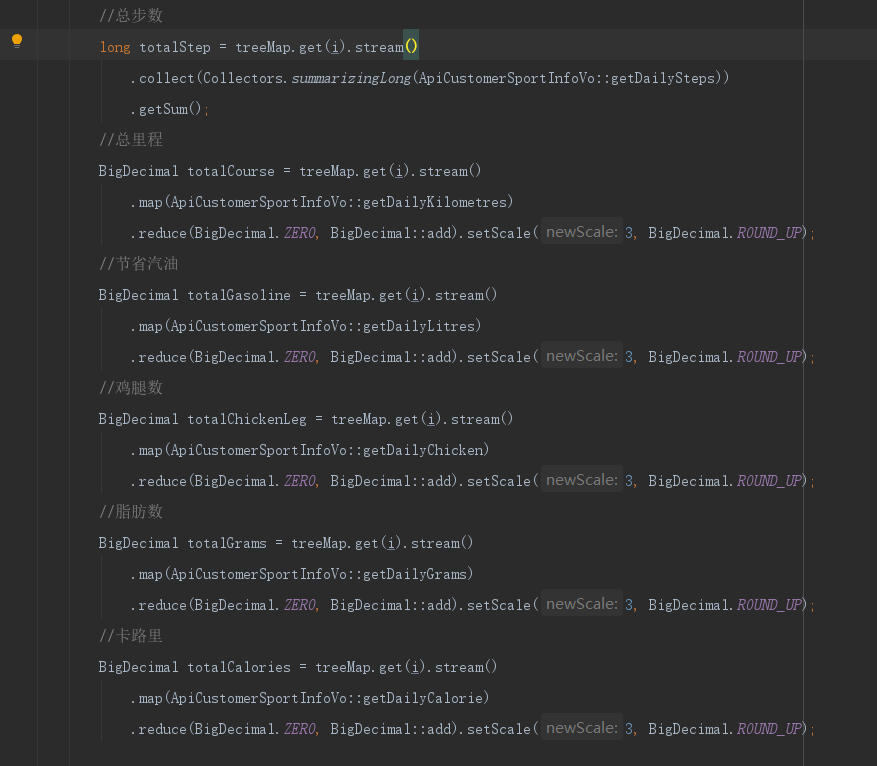 //总步数
long totalStep = treeMap.get(i).stream()
.collect(Collectors.summarizingLong(ApiCustomerSportInfoVo::getDailySteps))
.getSum();
//总里程
BigDecimal totalCourse = treeMap.get(i).stream()
.map(ApiCustomerSportInfoVo::getDailyKilometres)
.reduce(BigDecimal.ZERO, BigDecimal::add).setScale( newScale: 3, BigDecimal.ROUND_UP);
//节省汽油
BigDecimal totalGasoline = treeMap.get(i).stream()
.map(ApiCustomerSportInfoVo::getDailyLitres)
.reduce(BigDecimal.ZERO, BigDecimal::add).setScale( newScale: 3, BigDecimal.ROUND_UP);
//鸡腿数
BigDecimal totalChickenLeg = treeMap.get(i).stream()
.map(ApiCustomerSportInfoVo::getDailyChicken)
.reduce(BigDecimal.ZERO, BigDecimal::add).setScale( newScale: 3, BigDecimal.ROUND_UP);
//脂肪数
BigDecimal totalGrams = treeMap.get(i).stream()
.map(ApiCustomerSportInfoVo::getDailyGrams)
.reduce(BigDecimal.ZERO, BigDecimal::add).setScale( newScale: 3, BigDecimal.ROUND_UP);
//卡路里
BigDecimal totalCalories = treeMap.get(i).stream()
.map(ApiCustomerSportInfoVo::getDailyCalorie)
.reduce(BigDecimal.ZERO, BigDecimal::add).setScale( newScale: 3, BigDecimal.ROUND_UP);